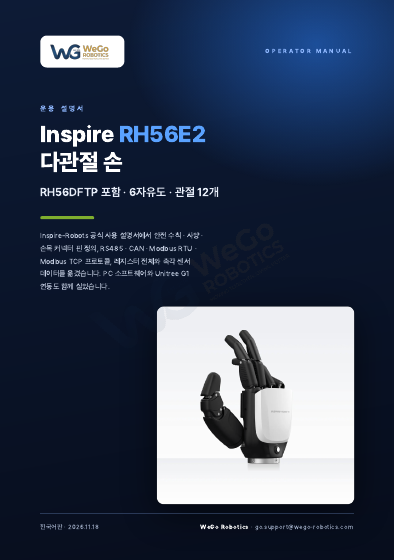 WG WeGo
ROBOTICS
OPERATOR MANUAL
운용 설명서
Inspire RH56E2
다관절 손
RH56DFTP 포함 · 6자유도 · 관절 12개
Inspire-Robots 공식 사용 설명서에서 안전 수칙 · 사양 ·
손목 커넥터 핀 정의, RS485 · CAN · Modbus RTU ·
Modbus TCP 프로토콜, 레지스터 전체와 촉각 센서
데이터를 옮겼습니다. PC 소프트웨어와 Unitree G1
연동도 함께 실었습니다.
WG WeGo
ROBOTICS
한국어판 · 2026.11.18
WeGo Robotics · go.support@wego-robotics.com